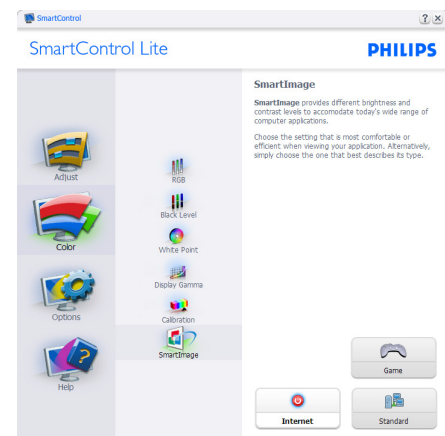 SmartControl
SmartControl Lite
PHILIPS
Adjust
Color
Options
Help
RGB
Black Level
White Point
Display Gamma
Calibration
SmartImage
SmartImage
SmartImage provides different brightness and
contrast levels to accomodate today's wide range of
computer applications.
Choose the setting that is most comfortable or
efficient when viewing your application. Alternatively,
simply choose the one that best describes its type.
Game
Internet
Standard